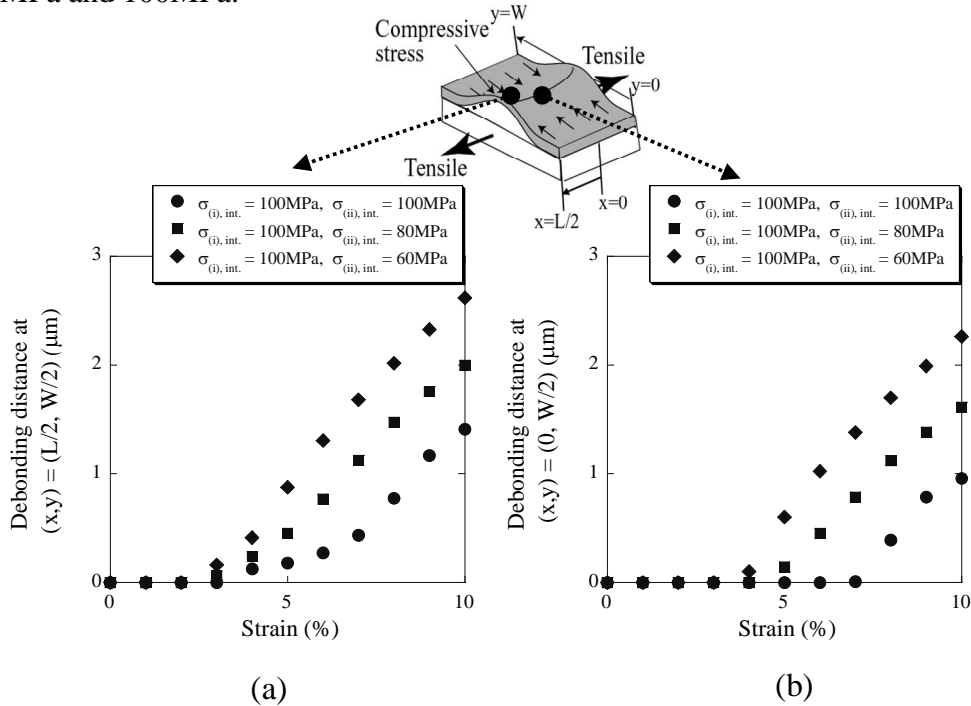 MPa and 100MPa.
y=W
Compressive
stress
Tensile
y=0
Tensile
x=0
x=L/2
σ(i), int. = 100MPa, σ(ii), int. = 100MPa
σ(i), int. = 100MPa, σ(ii), int. = 80MPa
σ(i), int. = 100MPa, σ(ii), int. = 60MPa
3
2
1
0
0
5
10
Debonding distance at
(x,y) = (L/2, W/2) (μm)
Strain (%)
(a)
σ(i), int. = 100MPa, σ(ii), int. = 100MPa
σ(i), int. = 100MPa, σ(ii), int. = 80MPa
σ(i), int. = 100MPa, σ(ii), int. = 60MPa
3
2
1
0
0
5
10
Debonding distance at
(x,y) = (0, W/2) (μm)
Strain (%)
(b)